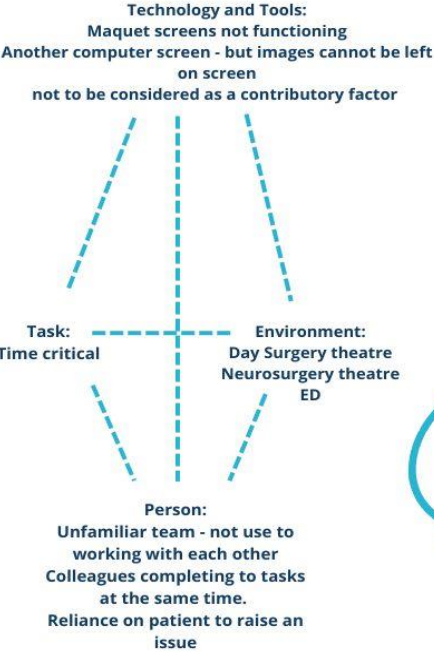 Technology and Tools:
Maquet screens not functioning
Another computer screen - but images cannot be left
on screen
not to be considered as a contributory factor
Task:
Time critical
Environment:
Day Surgery theatre
Neurosurgery theatre
ED
Person:
Unfamiliar team - not use to
working with each other
Colleagues completing to tasks
at the same time.
Reliance on patient to raise an
issue